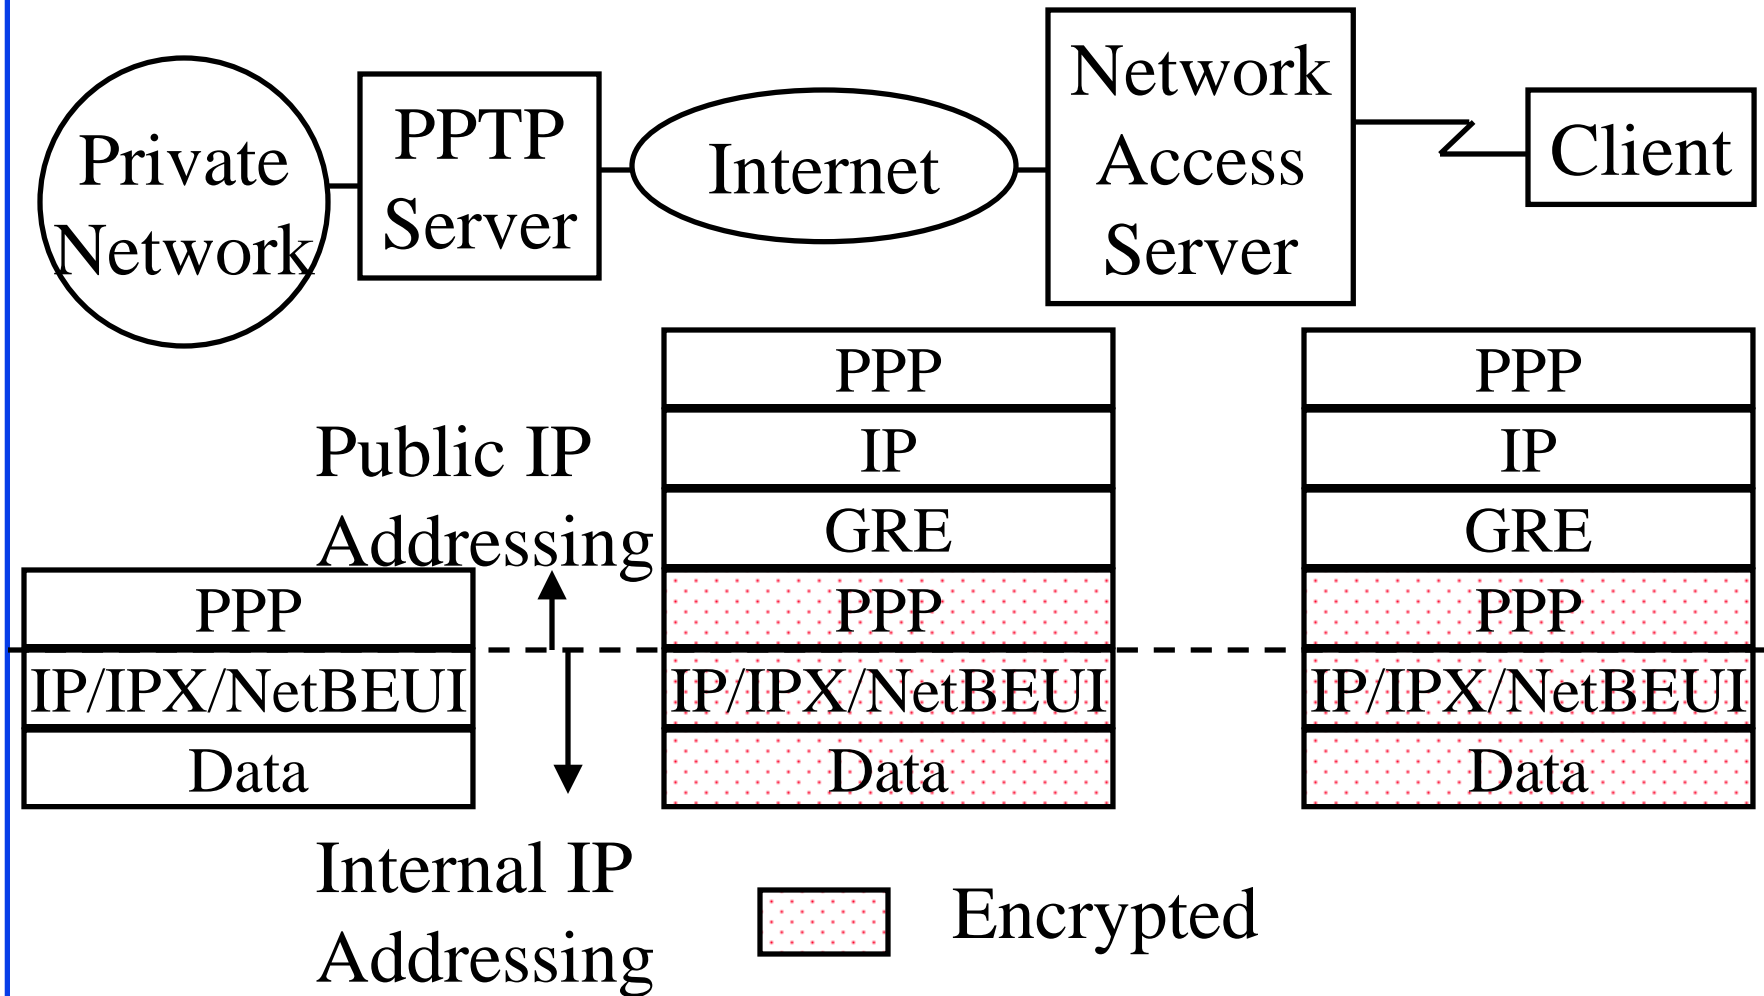 Private
Network
PPTP
Server
Internet
Network
Access
Server
Client
Public IP
Addressing
PPP
IP/IPX/NetBEUI
Data
PPP
IP
GRE
PPP
IP/IPX/NetBEUI
Data
PPP
IP
GRE
PPP
IP/IPX/NetBEUI
Data
Internal IP
Addressing
Encrypted